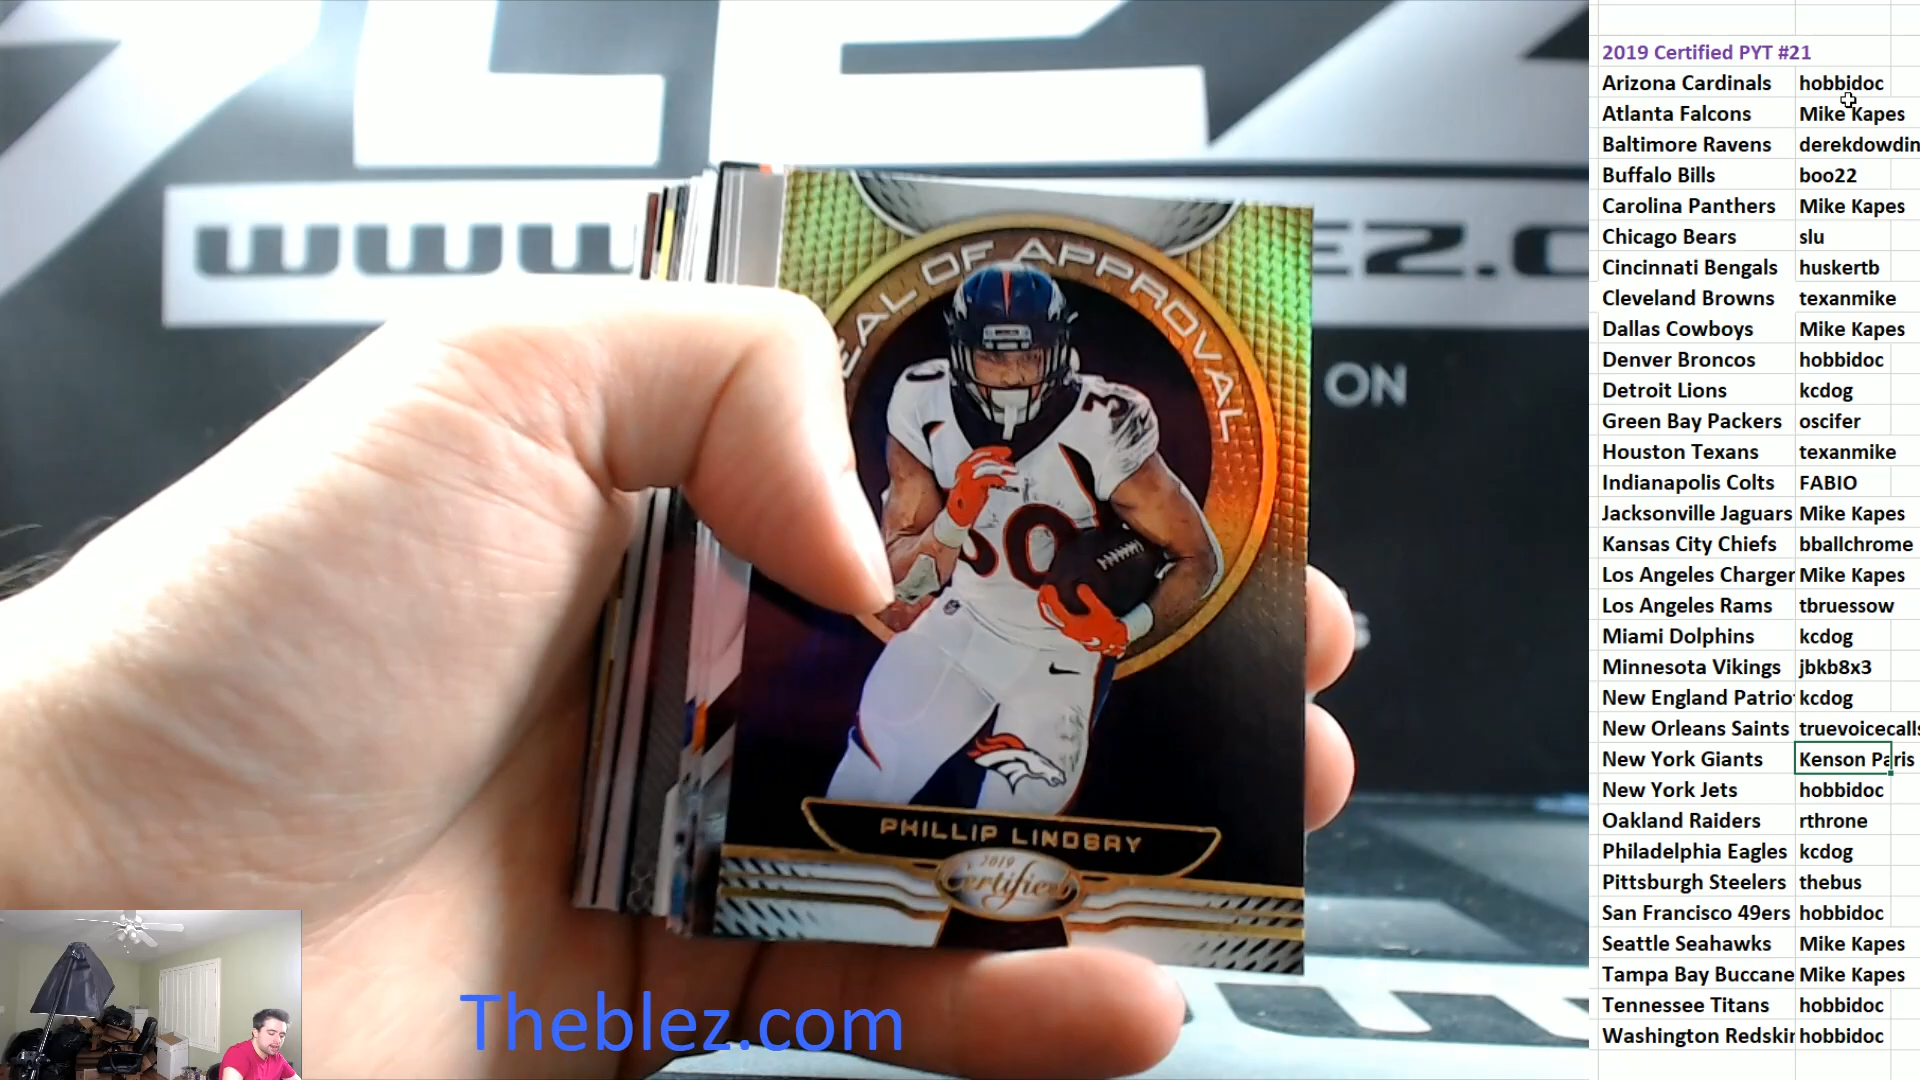 www
EZ.C
ON
EAL OF APPROVAL
30
PHILLIP LINDSAY
2019
Certified
Theblez.com
2019 Certified PYT #21
Arizona Cardinals hobbidoc
Atlanta Falcons Mike Kapes
Baltimore Ravens derekdowdin
Buffalo Bills boo22
Carolina Panthers Mike Kapes
Chicago Bears slu
Cincinnati Bengals huskertb
Cleveland Browns texanmike
Dallas Cowboys Mike Kapes
Denver Broncos hobbidoc
Detroit Lions kcdog
Green Bay Packers oscifer
Houston Texans texanmike
Indianapolis Colts FABIO
Jacksonville Jaguars Mike Kapes
Kansas City Chiefs bballchrome
Los Angeles Charger Mike Kapes
Los Angeles Rams tbruessow
Miami Dolphins kcdog
Minnesota Vikings jbkb8x3
New England Patrio kcdog
New Orleans Saints truevoicecalls
New York Giants Kenson Paris
New York Jets hobbidoc
Oakland Raiders rthrone
Philadelphia Eagles kcdog
Pittsburgh Steelers thebus
San Francisco 49ers hobbidoc
Seattle Seahawks Mike Kapes
Tampa Bay Buccane Mike Kapes
Tennessee Titans hobbidoc
Washington Redskin hobbidoc